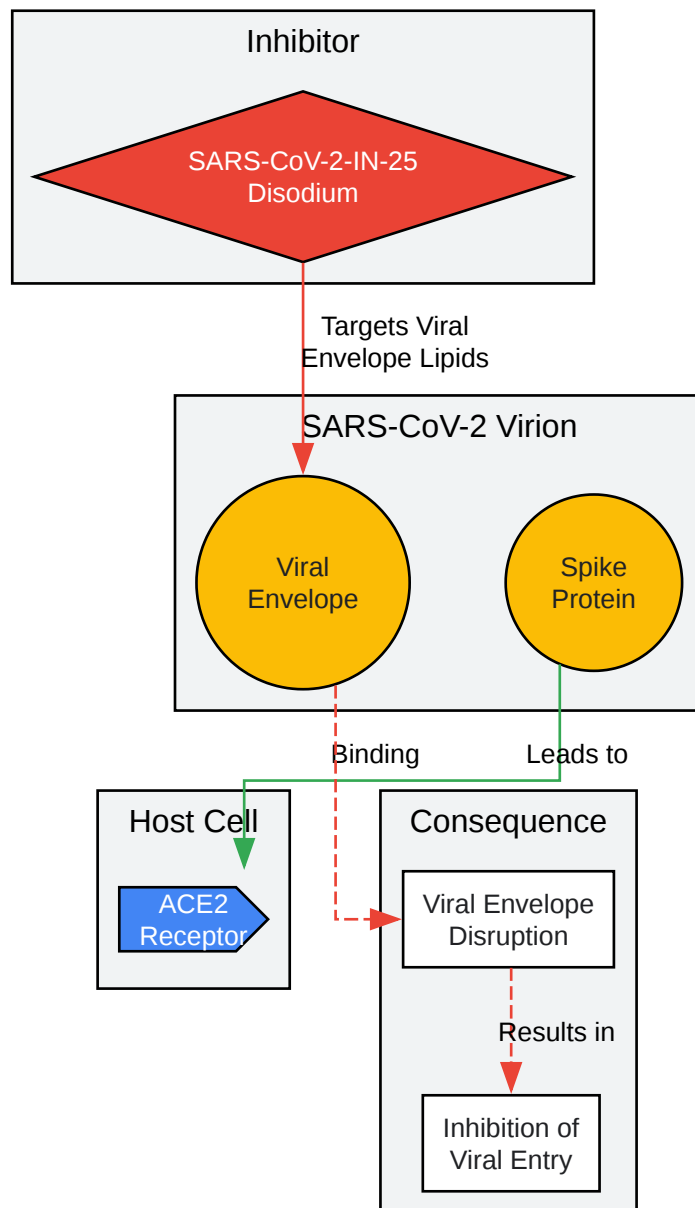 Inhibitor
SARS-CoV-2-IN-25
Disodium
Targets Viral
Envelope Lipids
SARS-CoV-2 Virion
Viral
Envelope
Spike
Protein
Binding
Leads to
Host Cell
ACE2
Receptor
Consequence
Viral Envelope
Disruption
Results in
Inhibition of
Viral Entry